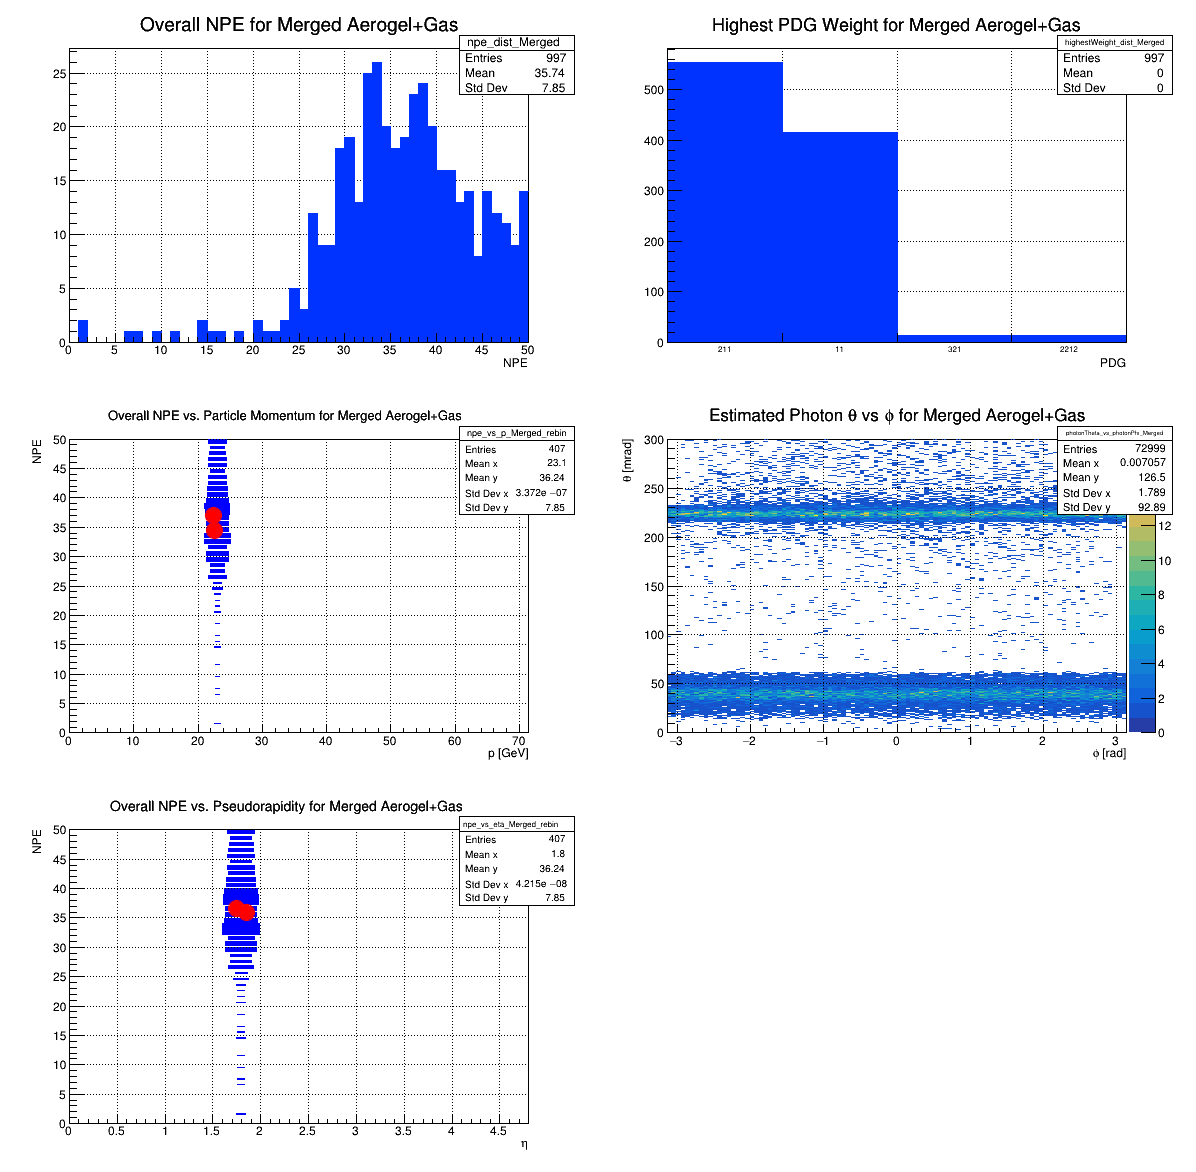 Overall NPE for Merged Aerogel+Gas
npe_dist_Merged
Entries 997
Mean 35.74
Std Dev 7.85
25
20
15
10
5
0
0 5 10 15 20 25 30 35 40 45 50
NPE
Highest PDG Weight for Merged Aerogel+Gas
highestWeight_dist_Merged
Entries 997
Mean 0
Std Dev 0
500
400
300
200
100
0
211 11 321 2212
PDG
Overall NPE vs. Particle Momentum for Merged Aerogel+Gas
NPE
npe_vs_p_Merged_rebin
Entries 407
Mean x 23.1
Mean y 36.24
Std Dev x 3.372e −07
Std Dev y 7.85
50
45
40
35
30
25
20
15
10
5
0
0 10 20 30 40 50 60 70
p [GeV]
Estimated Photon θ vs ϕ for Merged Aerogel+Gas
θ [mrad]
photonTheta_vs_photonPhi_Merged
Entries 72999
Mean x 0.007057
Mean y 126.5
Std Dev x 1.789
Std Dev y 92.89
300
250
200
150
100
50
0
−3 −2 −1 0 1 2 3
ϕ [rad]
12
10
8
6
4
2
0
Overall NPE vs. Pseudorapidity for Merged Aerogel+Gas
NPE
npe_vs_eta_Merged_rebin
Entries 407
Mean x 1.8
Mean y 36.24
Std Dev x 4.215e −08
Std Dev y 7.85
50
45
40
35
30
25
20
15
10
5
0
0 0.5 1 1.5 2 2.5 3 3.5 4 4.5
η